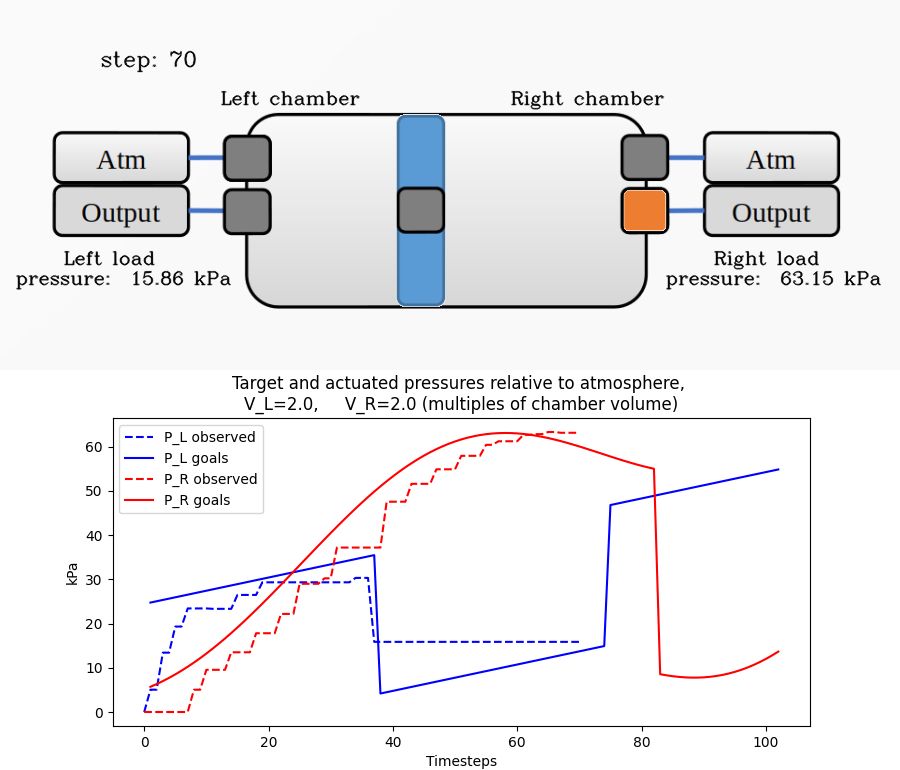 step: 70
Left chamber
Right chamber
Atm
Atm
Output
Output
Left load
pressure: 15.86 kPa
Right load
pressure: 63.15 kPa
Target and actuated pressures relative to atmosphere,
V_L=2.0, V_R=2.0 (multiples of chamber volume)
P_L observed
P_L goals
P_R observed
P_R goals
kPa
60
50
40
30
20
10
0
0 20 40 60 80 100
Timesteps